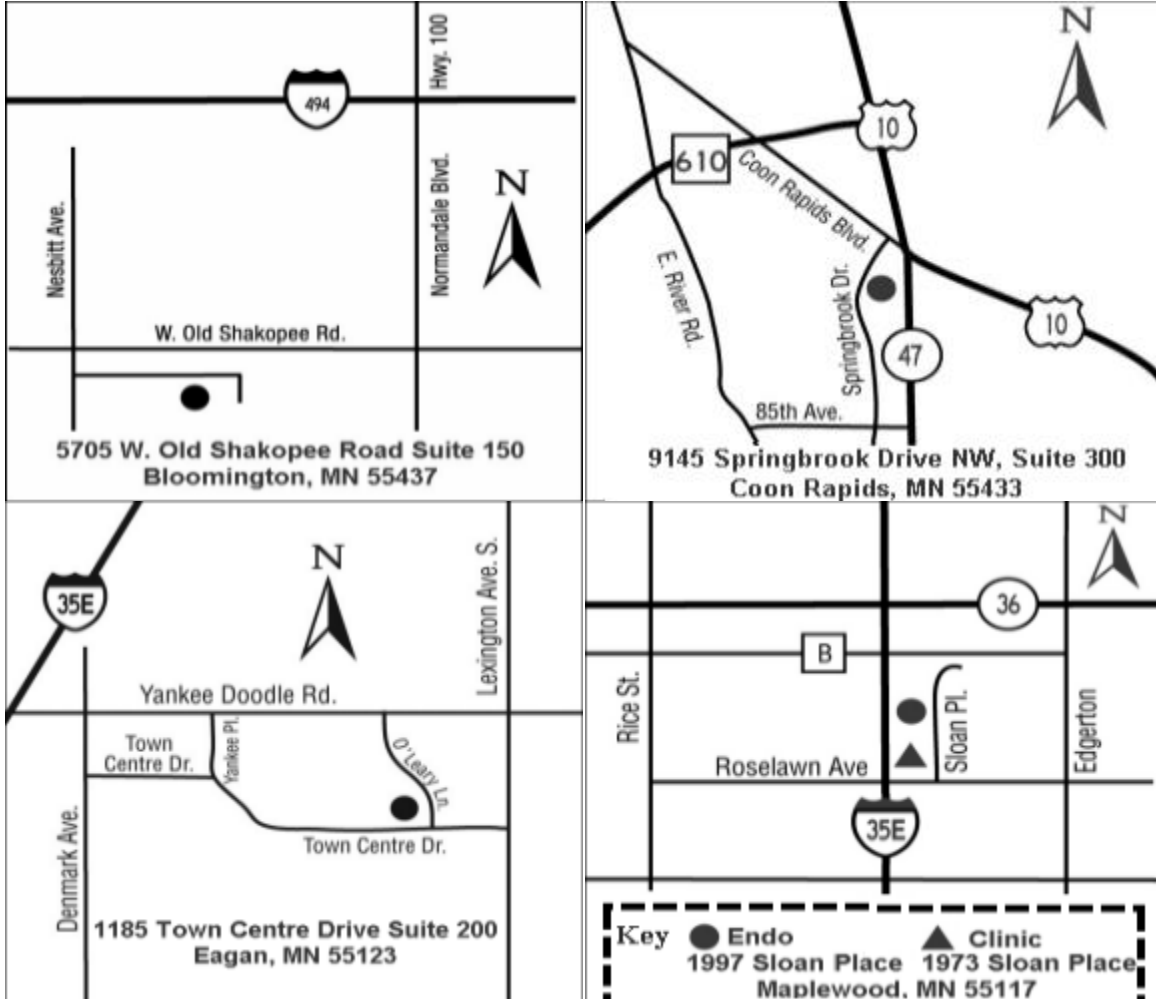 Hwy. 100
494
Nesbitt Ave.
Normandale Blvd.
N
W. Old Shakopee Rd.
5705 W. Old Shakopee Road Suite 150
Bloomington, MN 55437
N
10
610
Coon Rapids Blvd.
E. River Rd.
Springbrook Dr.
10
47
85th Ave.
9145 Springbrook Drive NW, Suite 300
Coon Rapids, MN 55433
35E
N
Lexington Ave. S.
Yankee Doodle Rd.
Town
Centre Dr.
Yankee Pl.
O'Leary Ln.
Town Centre Dr.
Denmark Ave.
1185 Town Centre Drive Suite 200
Eagan, MN 55123
N
36
B
Rice St.
Sloan Pl.
Edgerton
Roselawn Ave
35E
Key Endo Clinic
1997 Sloan Place 1973 Sloan Place
Maplewood, MN 55117